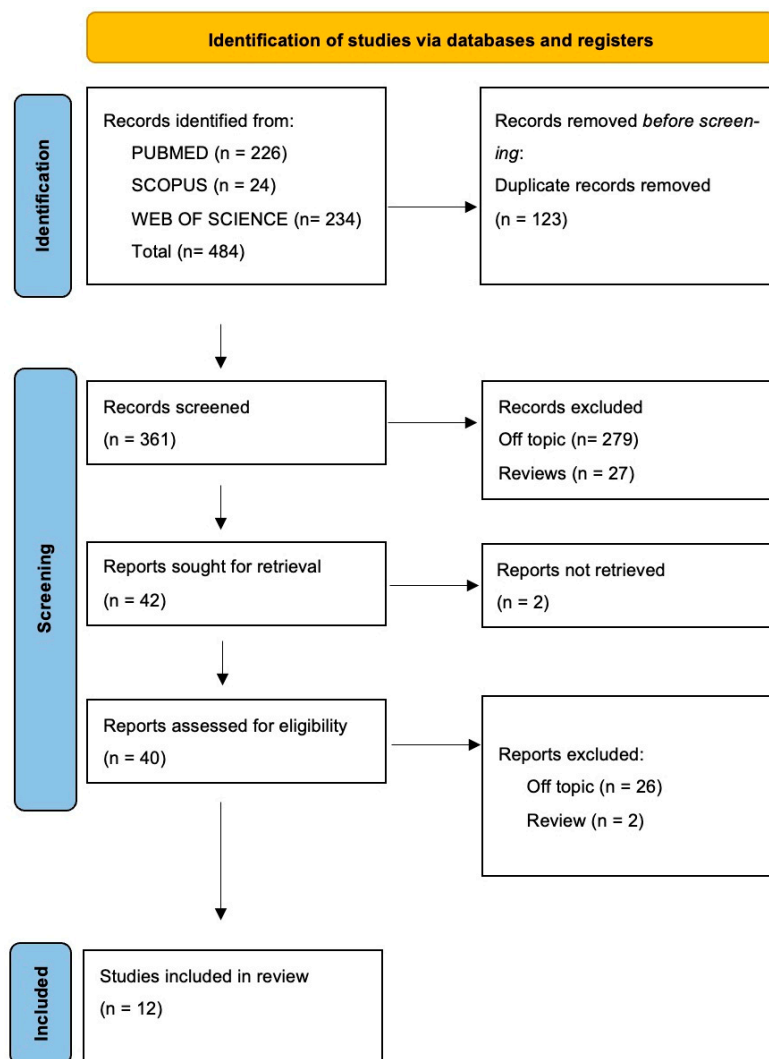 Identification of studies via databases and registers
Identification
Records identified from:
PUBMED (n = 226)
SCOPUS (n = 24)
WEB OF SCIENCE (n= 234)
Total (n= 484)
Records removed before screen-
ing:
Duplicate records removed
(n = 123)
Screening
Records screened
(n = 361)
Records excluded
Off topic (n= 279)
Reviews (n = 27)
Reports sought for retrieval
(n = 42)
Reports not retrieved
(n = 2)
Reports assessed for eligibility
(n = 40)
Reports excluded:
Off topic (n = 26)
Review (n = 2)
Included
Studies included in review
(n = 12)